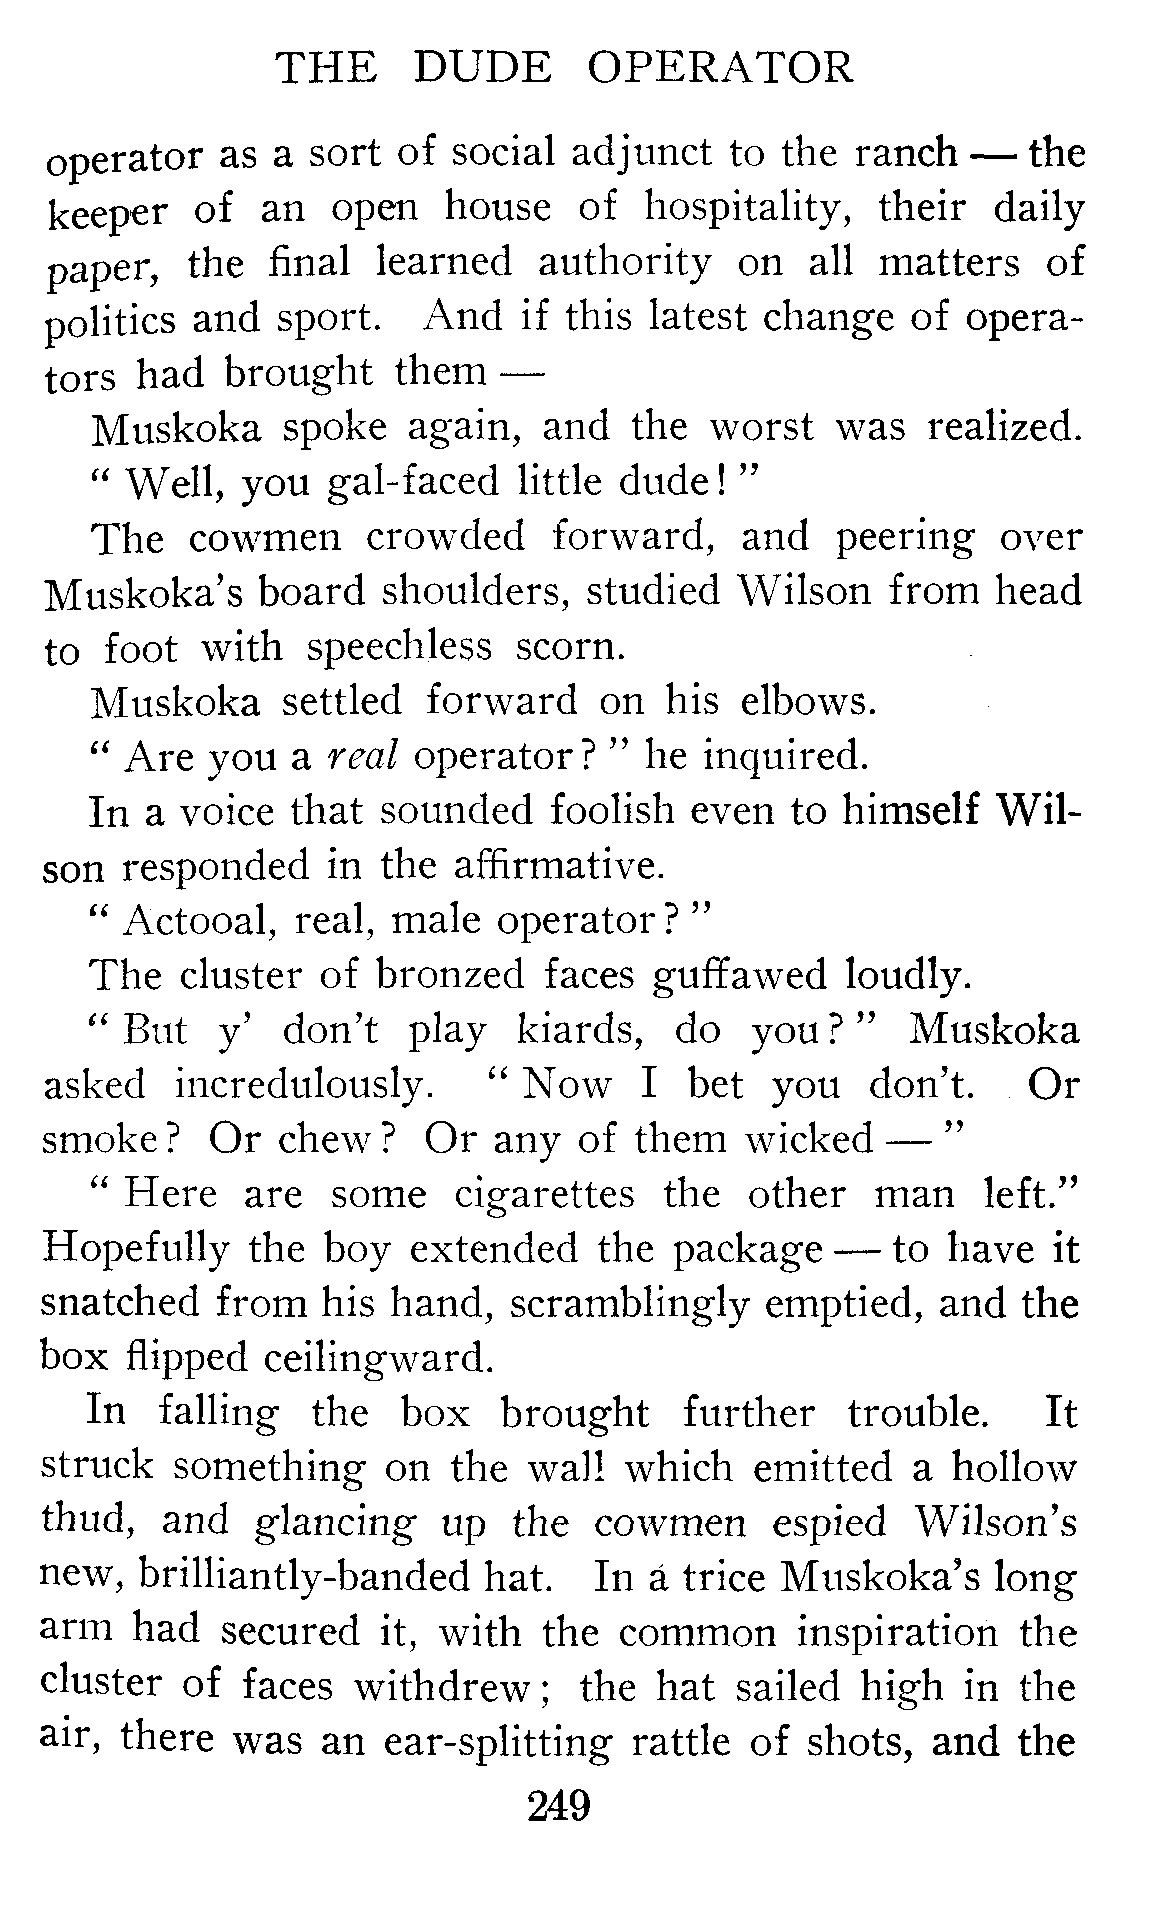 THE DUDE OPERATOR
operator as a sort of social adjunct to the ranch — the
keeper of an open house of hospitality, their daily
paper, the final learned authority on all matters of
politics and sport. And if this latest change of opera-
tors had brought them —
Muskoka spoke again, and the worst was realized.
" Well, you gal-faced little dude! "
The cowmen crowded forward, and peering over
Muskoka's board shoulders, studied Wilson from head
to foot with speechless scorn.
Muskoka settled forward on his elbows.
" Are you a real operator? " he inquired.
In a voice that sounded foolish even to himself Wil-
son responded in the affirmative.
" Actooal, real, male operator? "
The cluster of bronzed faces guffawed loudly.
" But y' don't play kiards, do you? " Muskoka
asked incredulously. " Now I bet you don't. Or
smoke? Or chew? Or any of them wicked — "
" Here are some cigarettes the other man left."
Hopefully the boy extended the package — to have it
snatched from his hand, scramblingly emptied, and the
box flipped ceilingward.
In falling the box brought further trouble. It
struck something on the wall which emitted a hollow
thud, and glancing up the cowmen espied Wilson's
new, brilliantly-banded hat. In a trice Muskoka's long
arm had secured it, with the common inspiration the
cluster of faces withdrew; the hat sailed high in the
air, there was an ear-splitting rattle of shots, and the
249